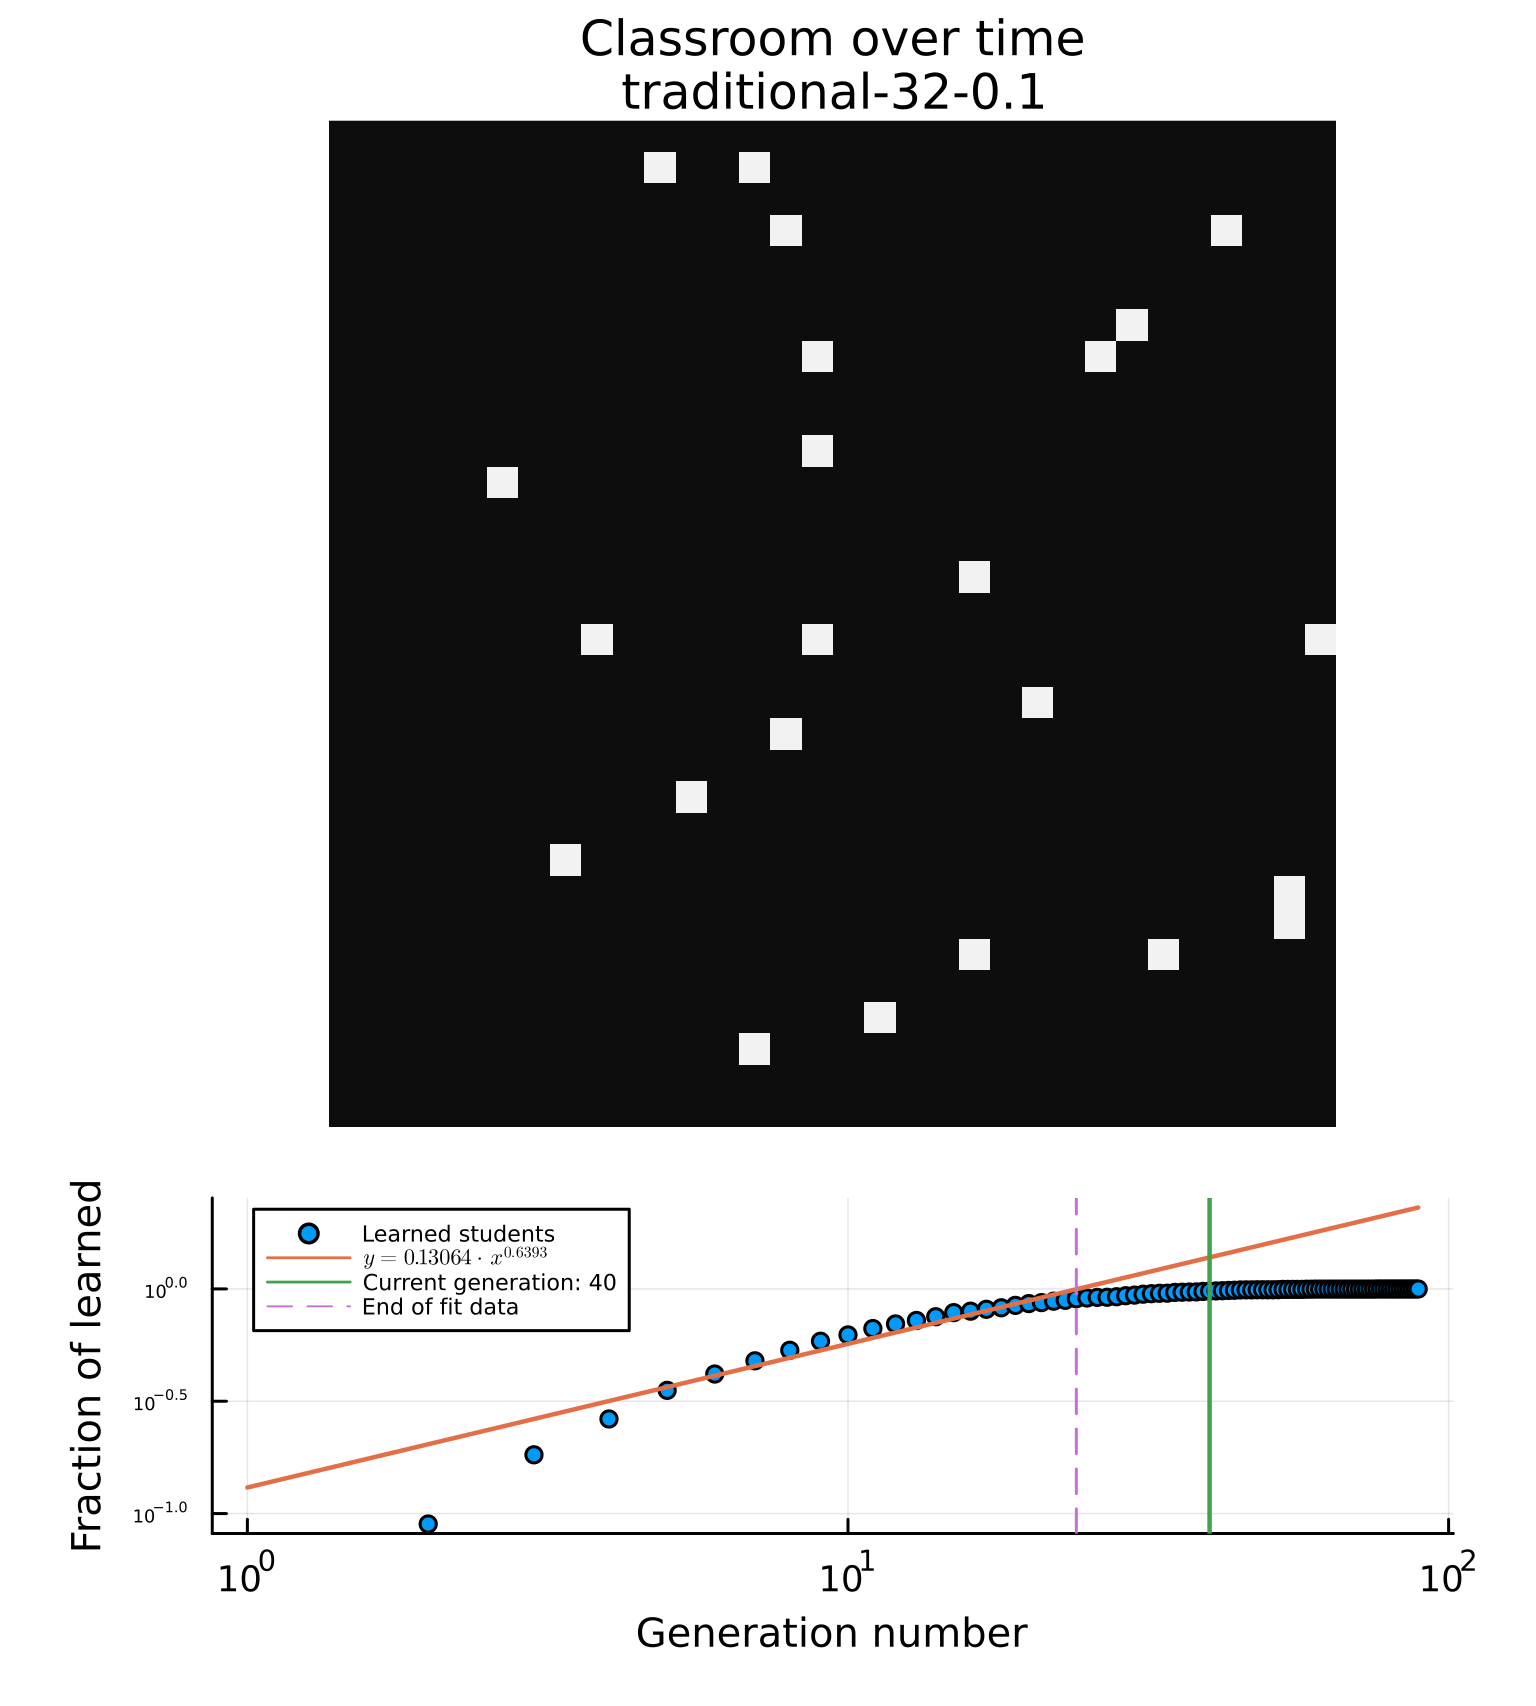 Classroom over time
traditional-32-0.1
Fraction of learned
Learned students
y = 0.13064 · x^0.6393
Current generation: 40
End of fit data
10^0.0
10^−0.5
10^−1.0
10^0 10^1 10^2
Generation number